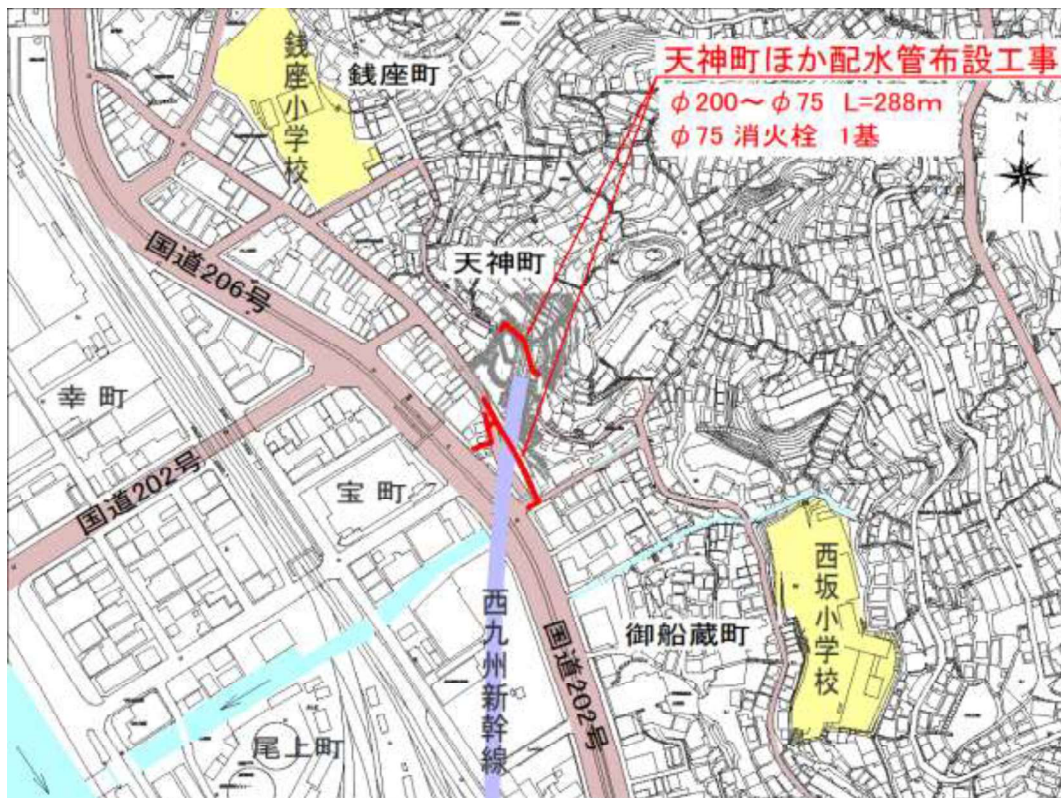 銭座小学校
銭座町
天神町ほか配水管布設工事
φ200～φ75 L=288m
φ75 消火栓 1基
N
天神町
国道206号
幸町
国道202号
宝町
西九州新幹線
国道202号
御船蔵町
西坂小学校
尾上町